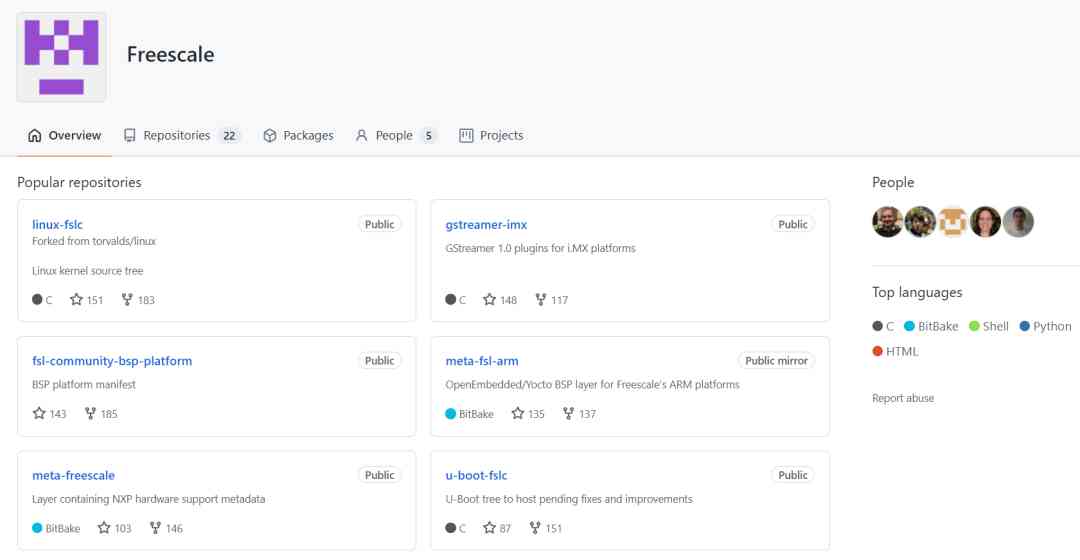 Freescale
Overview
Repositories 22
Packages
People 5
Projects
Popular repositories
linux-fslc Public
Forked from torvalds/linux
Linux kernel source tree
C 151 183
gstreamer-imx Public
GStreamer 1.0 plugins for i.MX platforms
C 148 117
fsl-community-bsp-platform Public
BSP platform manifest
143 185
meta-fsl-arm Public mirror
OpenEmbedded/Yocto BSP layer for Freescale's ARM platforms
BitBake 135 137
meta-freescale Public
Layer containing NXP hardware support metadata
BitBake 103 146
u-boot-fslc Public
U-Boot tree to host pending fixes and improvements
C 87 151
People
Top languages
C BitBake Shell Python
HTML
Report abuse